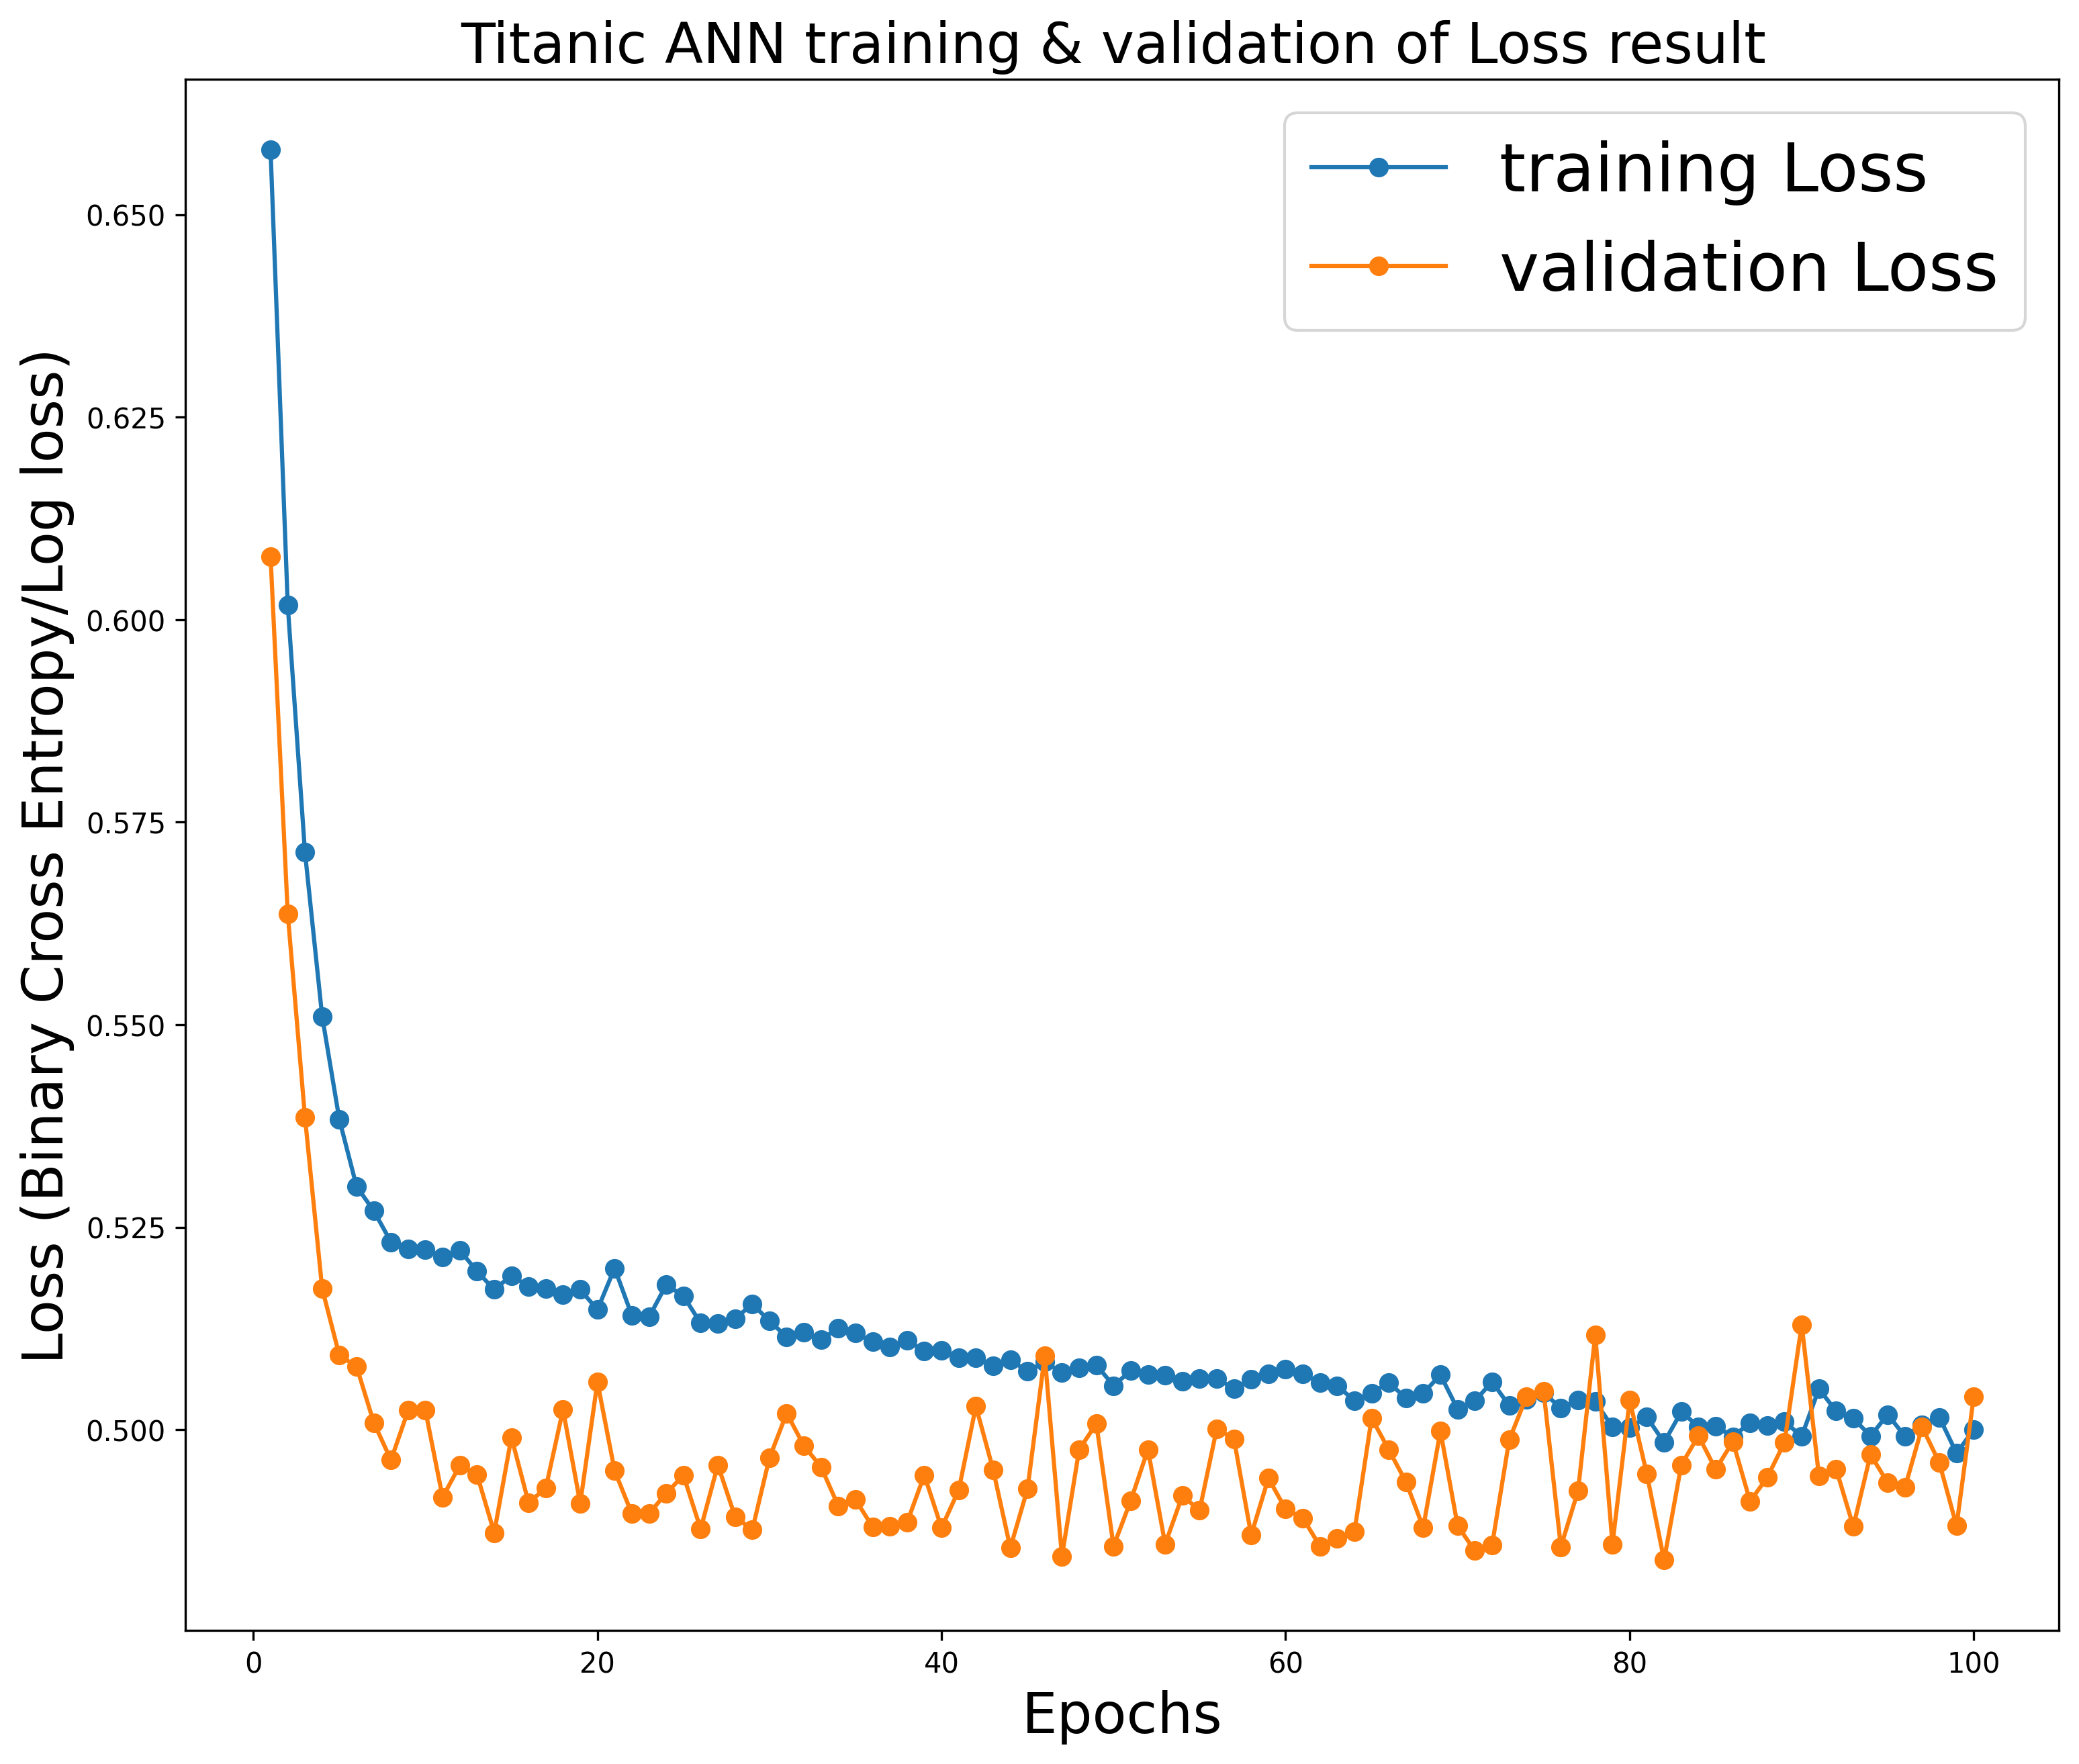 Titanic ANN training & validation of Loss result
training Loss
validation Loss
Loss (Binary Cross Entropy/Log loss)
0.650
0.625
0.600
0.575
0.550
0.525
0.500
0 20 40 60 80 100
Epochs